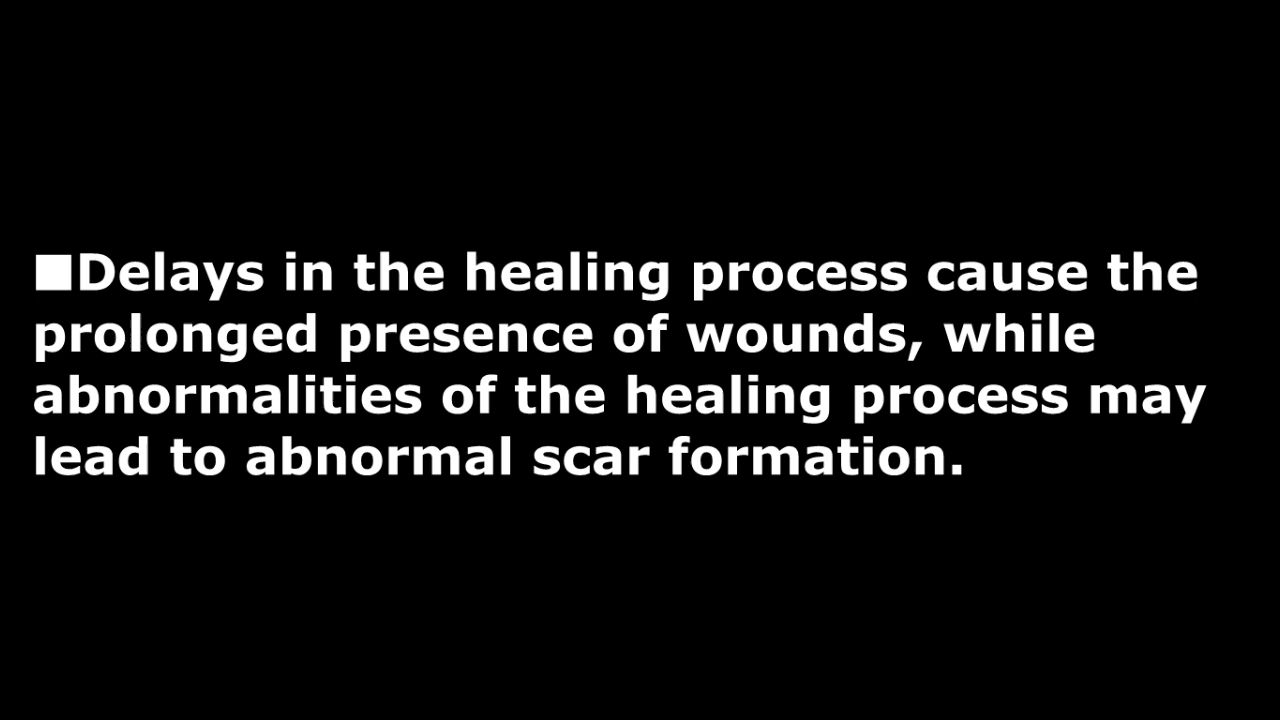 ■Delays in the healing process cause the
prolonged presence of wounds, while
abnormalities of the healing process may
lead to abnormal scar formation.